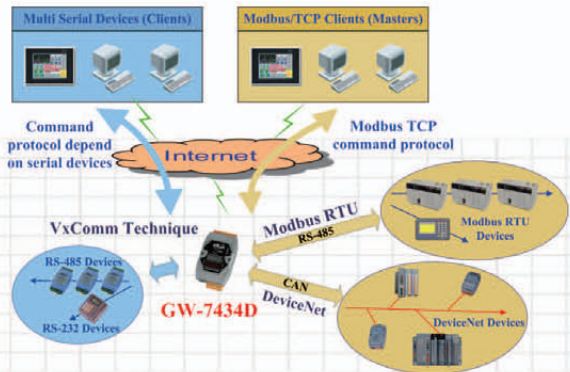 Multi Serial Devices (Clients)
Modbus/TCP Clients (Masters)
Command
protocol depend
on serial devices
Internet
Modbus TCP
command protocol
VxComm Technique
Modbus RTU
RS-485
Modbus RTU
Devices
RS-485 Devices
RS-232 Devices
GW-7434D
CAN
DeviceNet
DeviceNet Devices